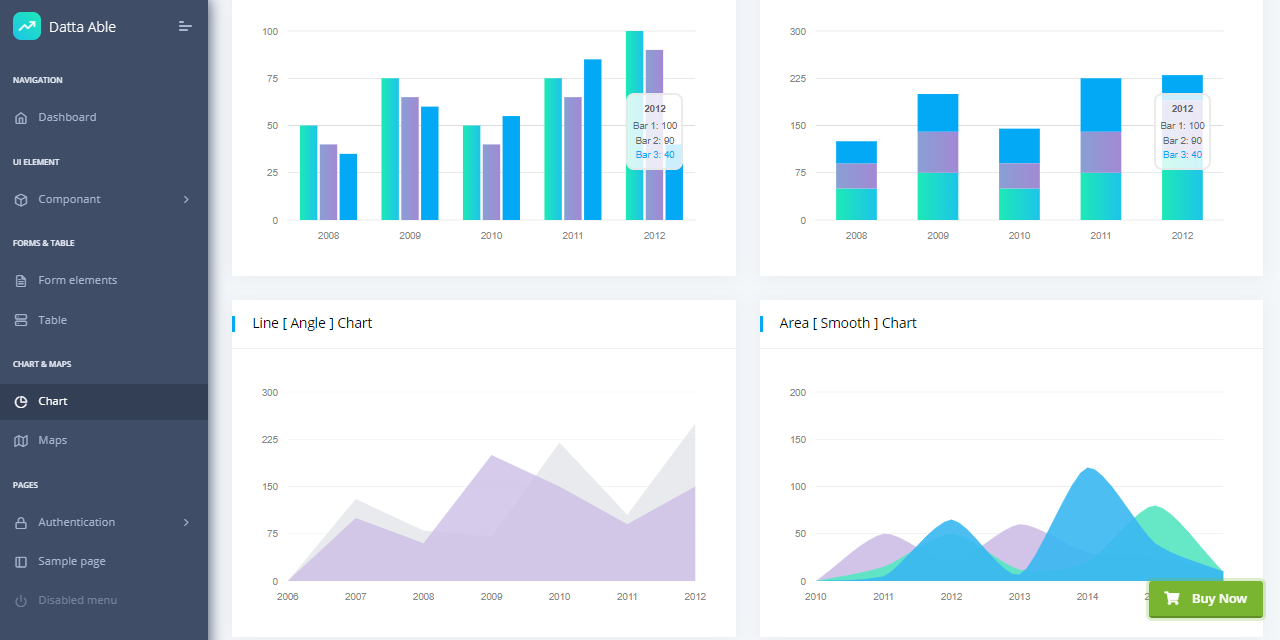 Datta Able
NAVIGATION
Dashboard
UI ELEMENT
Componant
FORMS & TABLE
Form elements
Table
CHART & MAPS
Chart
Maps
PAGES
Authentication
Sample page
Disabled menu
100
75
50
25
0
2008 2009 2010 2011 2012
2012
Bar 1: 100
Bar 2: 90
Bar 3: 40
300
225
150
75
0
2008 2009 2010 2011 2012
2012
Bar 1: 100
Bar 2: 90
Bar 3: 40
Line [ Angle ] Chart
300
225
150
75
0
2006 2007 2008 2009 2010 2011 2012
Area [ Smooth ] Chart
200
150
100
50
0
2010 2011 2012 2013 2014
Buy Now